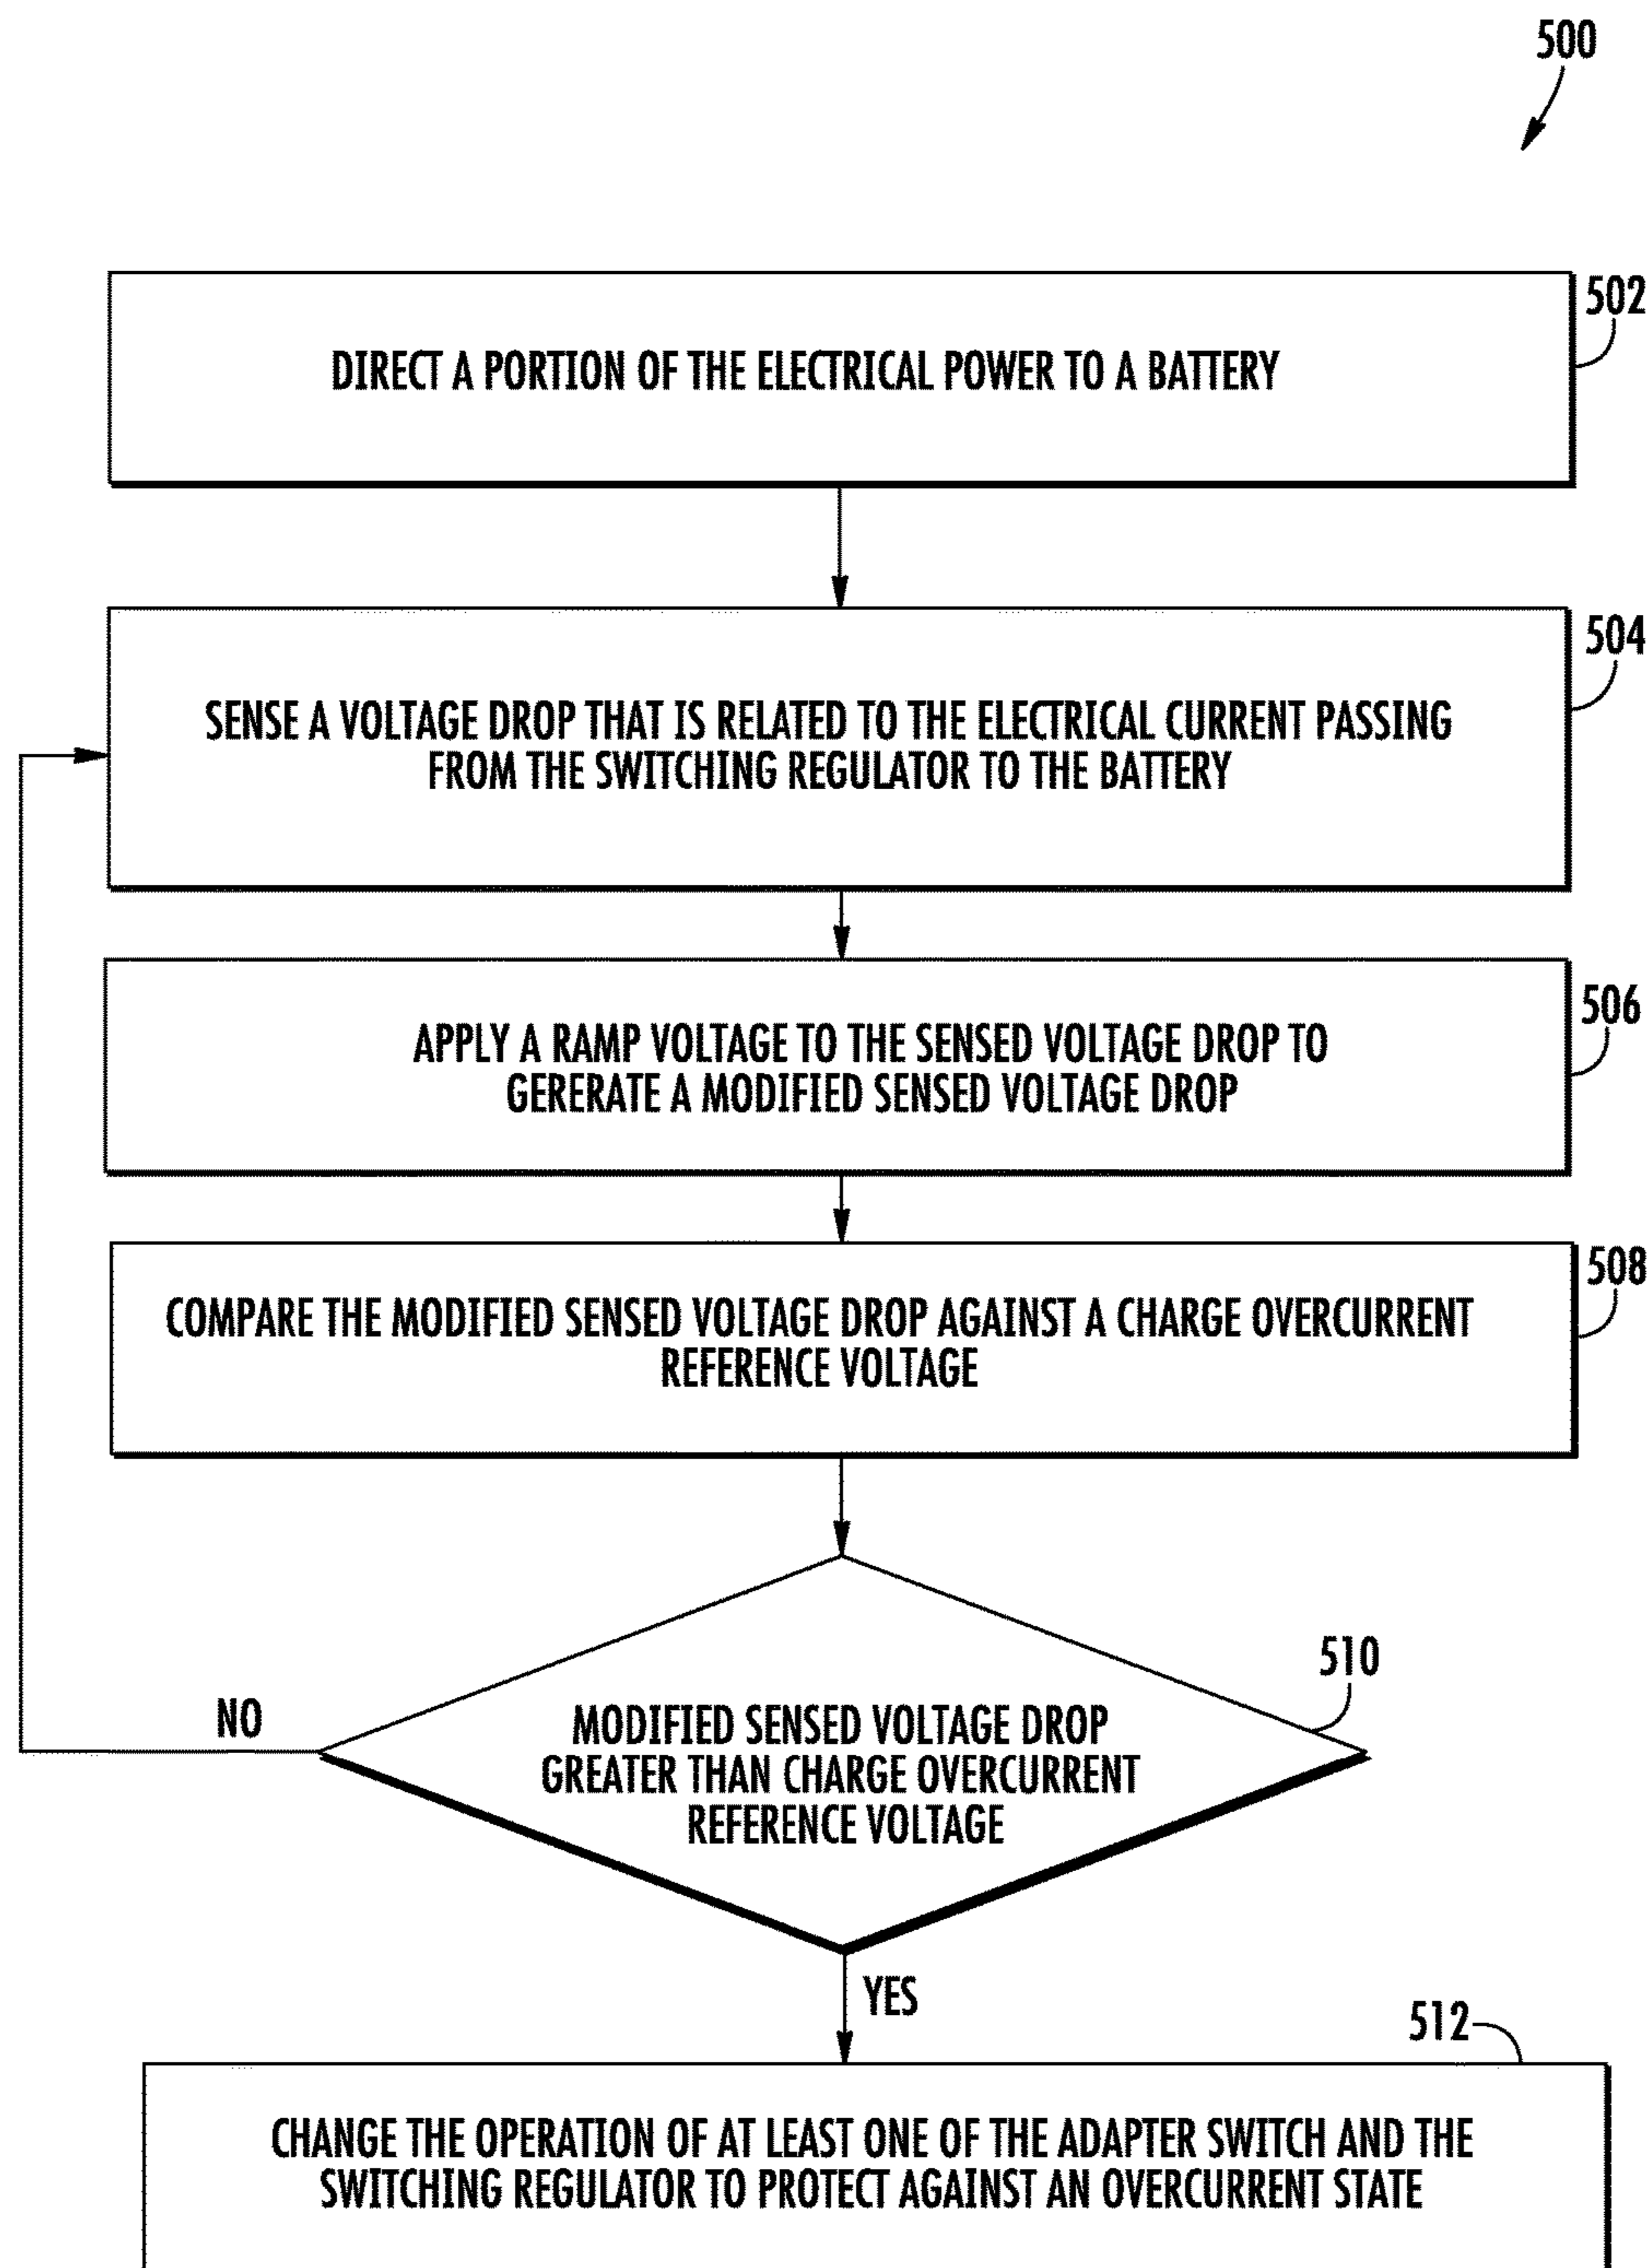 500
502
DIRECT A PORTION OF THE ELECTRICAL POWER TO A BATTERY
504
SENSE A VOLTAGE DROP THAT IS RELATED TO THE ELECTRICAL CURRENT PASSING
FROM THE SWITCHING REGULATOR TO THE BATTERY
506
APPLY A RAMP VOLTAGE TO THE SENSED VOLTAGE DROP TO
GERERATE A MODIFIED SENSED VOLTAGE DROP
508
COMPARE THE MODIFIED SENSED VOLTAGE DROP AGAINST A CHARGE OVERCURRENT
REFERENCE VOLTAGE
510
NO
MODIFIED SENSED VOLTAGE DROP
GREATER THAN CHARGE OVERCURRENT
REFERENCE VOLTAGE
YES
512
CHANGE THE OPERATION OF AT LEAST ONE OF THE ADAPTER SWITCH AND THE
SWITCHING REGULATOR TO PROTECT AGAINST AN OVERCURRENT STATE